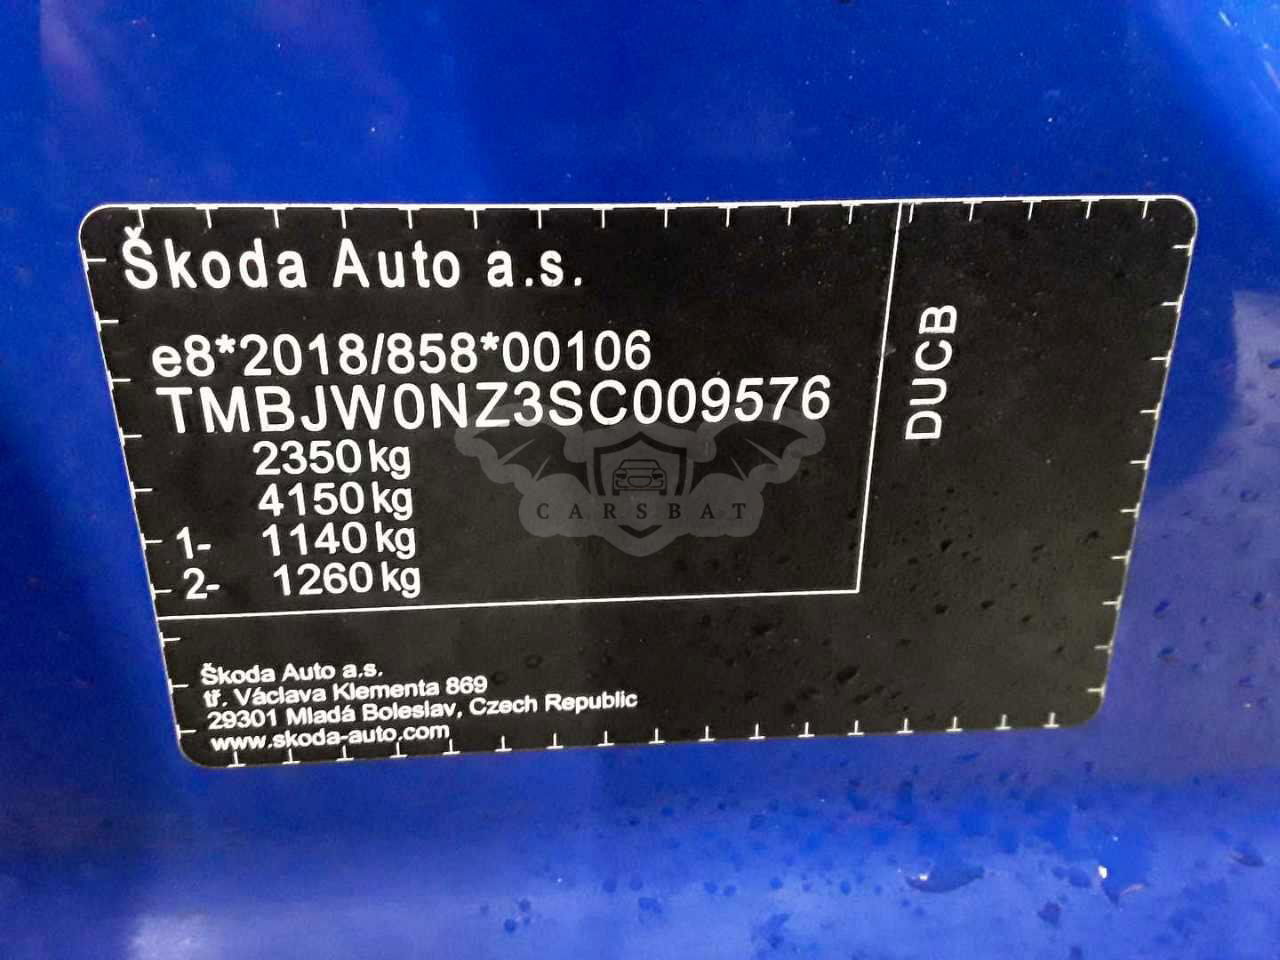 Škoda Auto a.s.
e8*2018/858*00106
TMBJW0NZ3SC009576
2350 kg
4150 kg
1- 1140 kg
2- 1260 kg
DUCB
CARSBAT
Škoda Auto a.s.
tř. Václava Klementa 869
29301 Mladá Boleslav, Czech Republic
www.skoda-auto.com